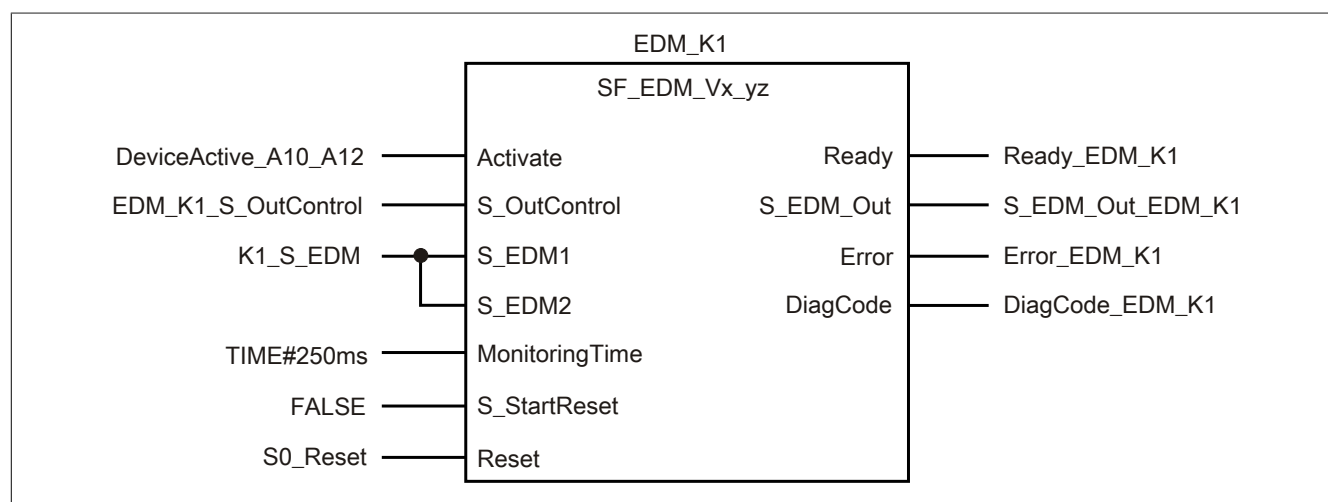 EDM_K1
SF_EDM_Vx_yz
DeviceActive_A10_A12 Activate Ready Ready_EDM_K1
EDM_K1_S_OutControl S_OutControl S_EDM_Out S_EDM_Out_EDM_K1
K1_S_EDM S_EDM1 Error Error_EDM_K1
S_EDM2 DiagCode DiagCode_EDM_K1
TIME#250ms MonitoringTime
FALSE S_StartReset
S0_Reset Reset